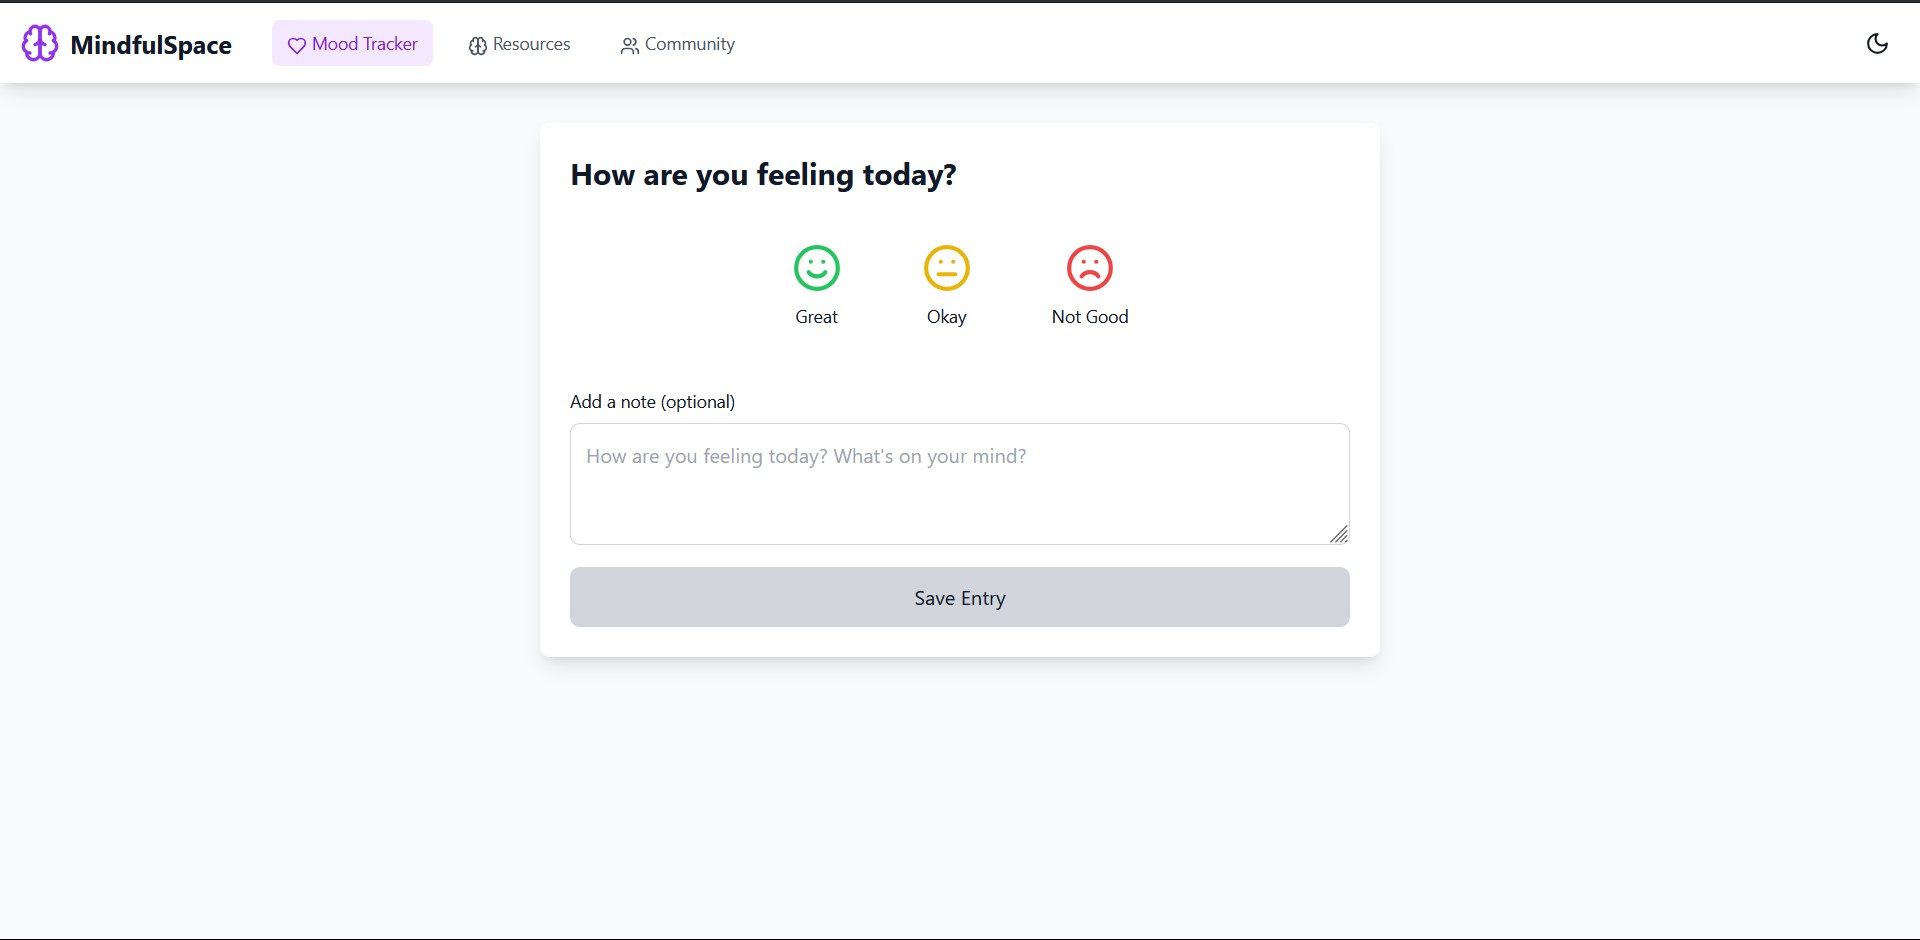 MindfulSpace Mood Tracker Resources Community
How are you feeling today?
Great Okay Not Good
Add a note (optional)
How are you feeling today? What's on your mind?
Save Entry